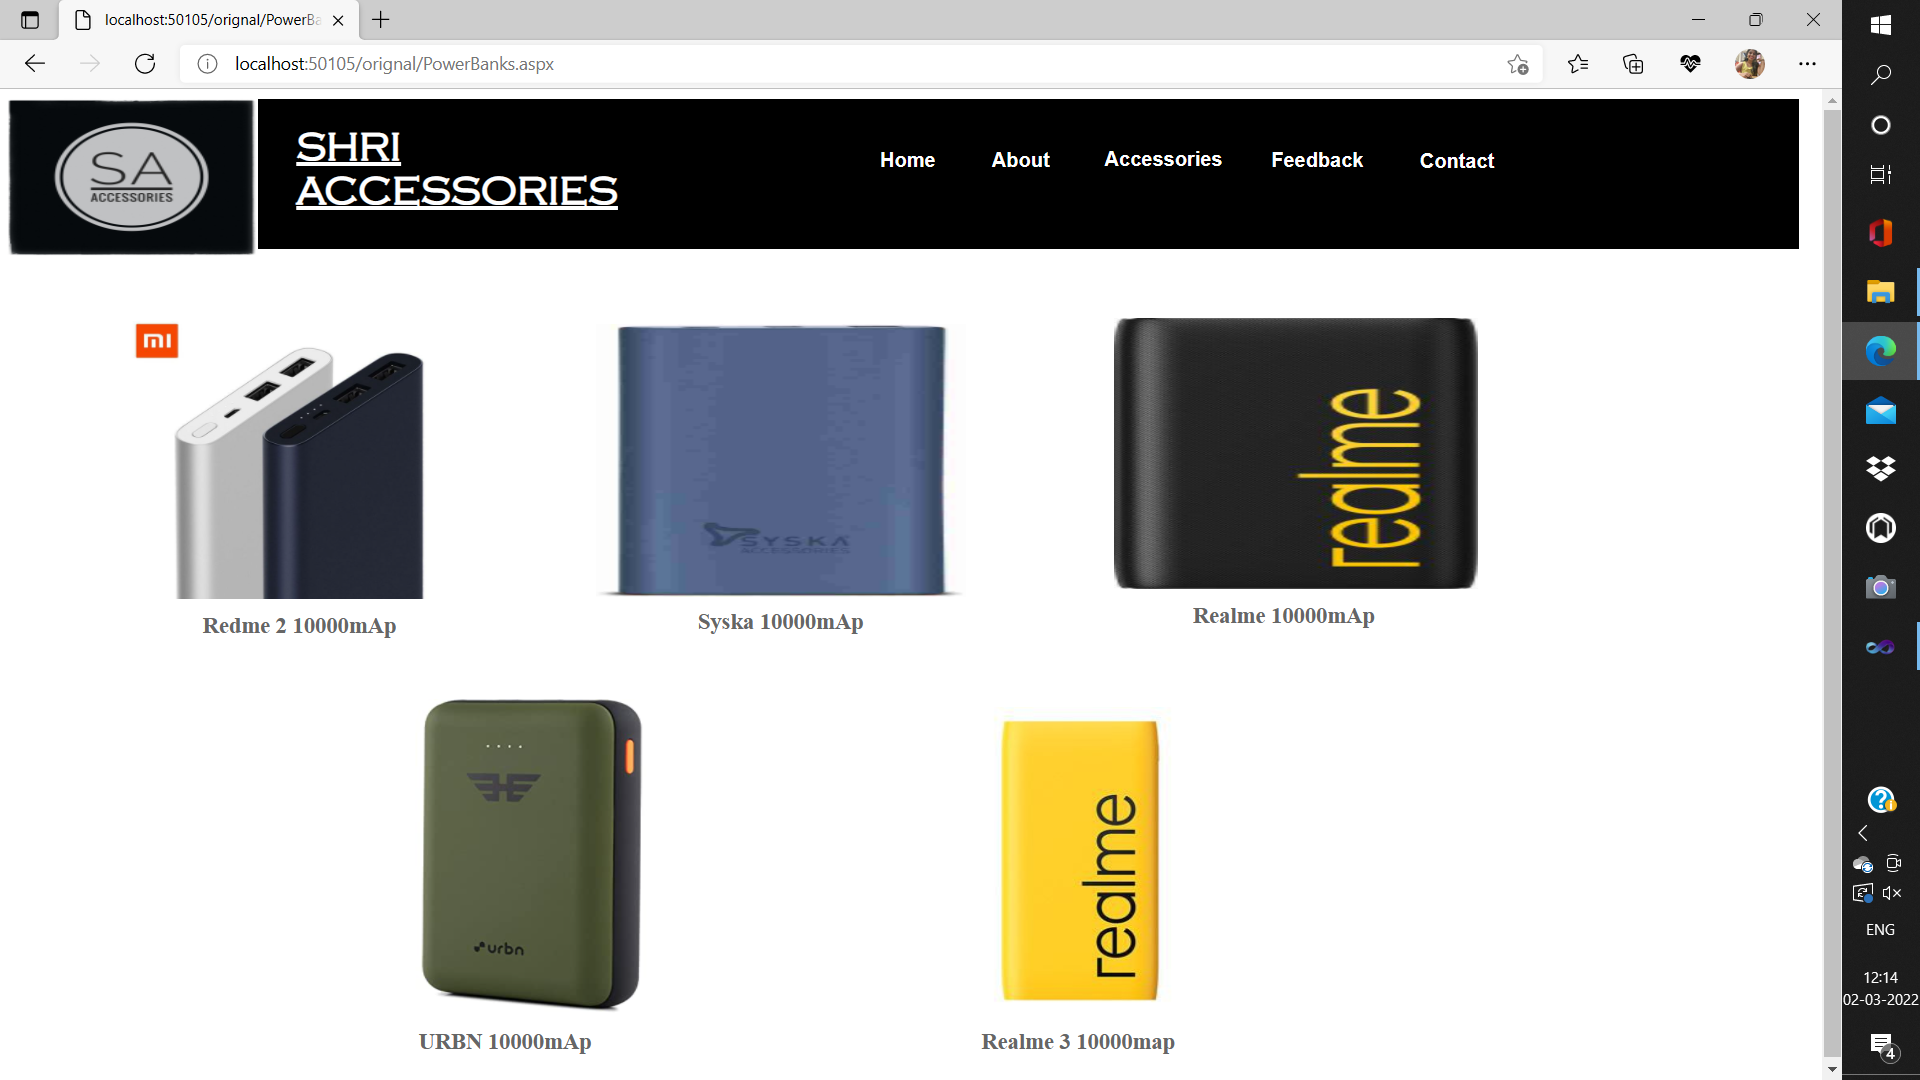 localhost:50105/orignal/PowerBa
localhost:50105/orignal/PowerBanks.aspx
SA
ACCESSORIES
SHRI
ACCESSORIES
Home
About
Accessories
Feedback
Contact
mi
SYSKA
ACCESSORIES
realme
Redme 2 10000mAp
Syska 10000mAp
Realme 10000mAp
urbn
realme
URBN 10000mAp
Realme 3 10000map
ENG
12:14
02-03-2022
4